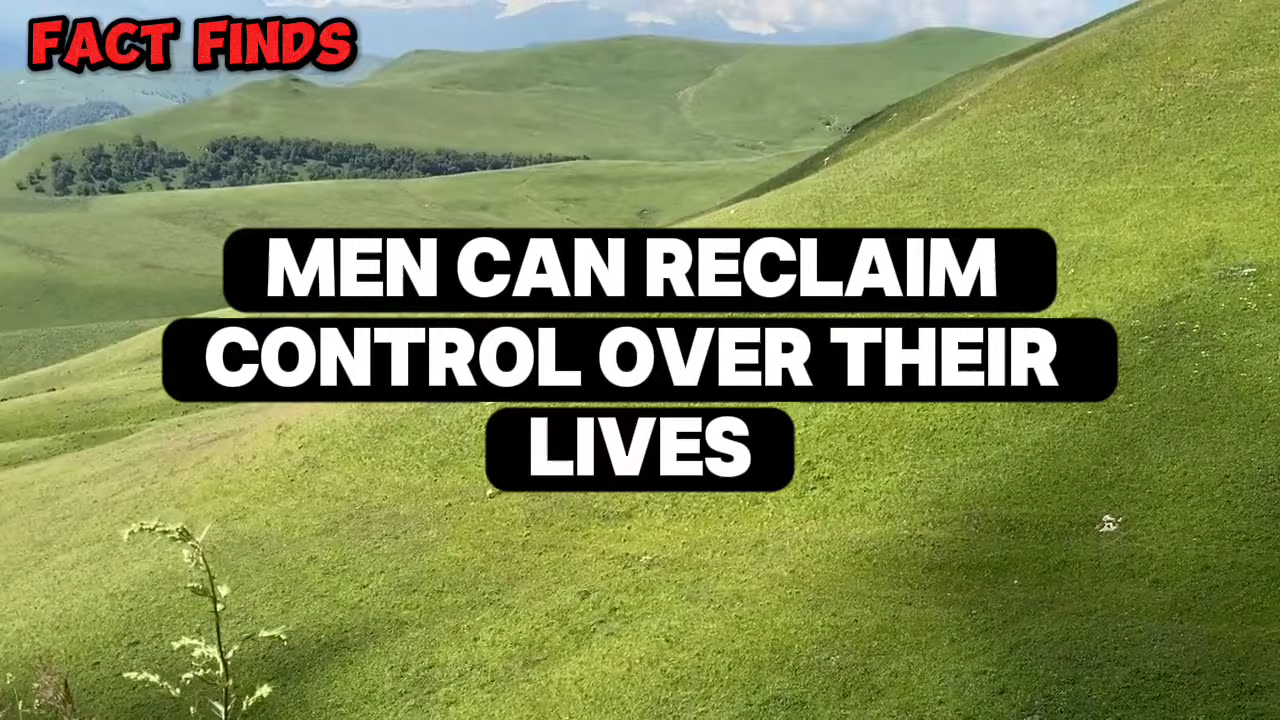 FACT FINDS
MEN CAN RECLAIM
CONTROL OVER THEIR
LIVES